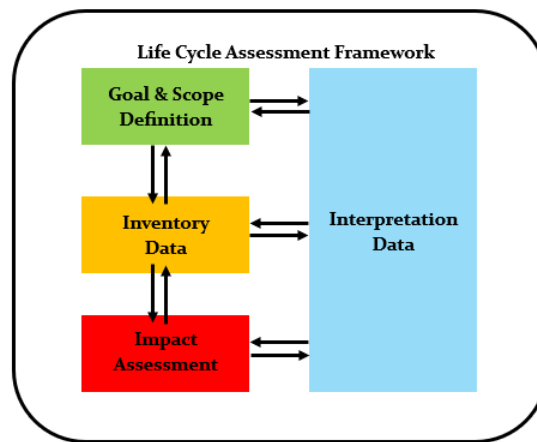 Life Cycle Assessment Framework
Goal & Scope
Definition
Inventory
Data
Interpretation
Data
Impact
Assessment